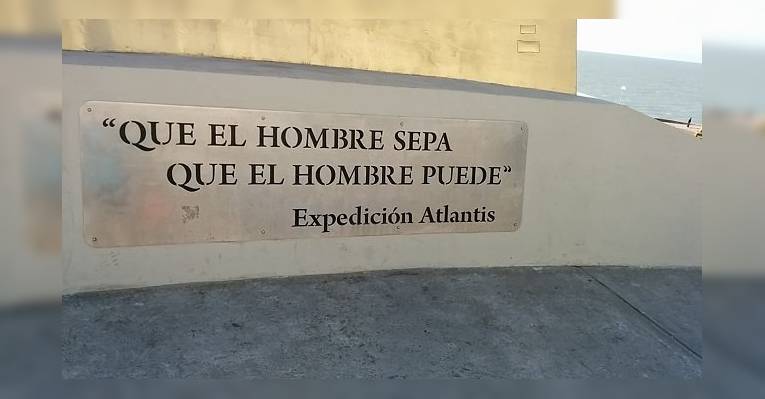 “QUE EL HOMBRE SEPA
QUE EL HOMBRE PUEDE”
Expedición Atlantis